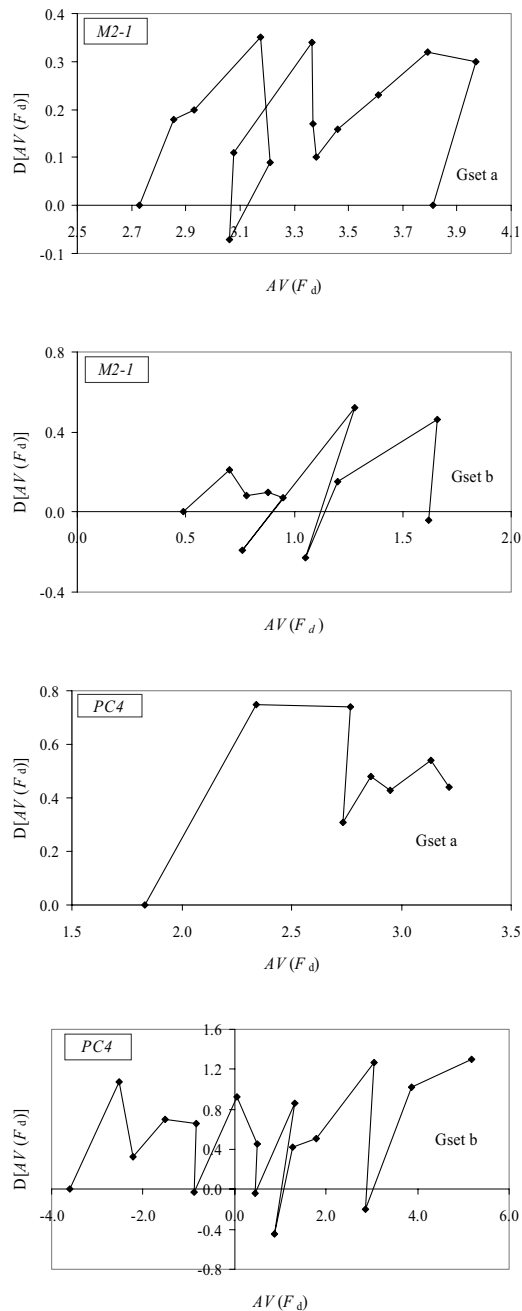 M2-1
0.4
0.3
0.2
0.1
0.0
-0.1
D[AV(Fd)]
Gset a
2.5 2.7 2.9 3.1 3.3 3.5 3.7 3.9 4.1
AV(Fd)
M2-1
0.8
0.4
0.0
-0.4
D[AV(Fd)]
Gset b
0.0 0.5 1.0 1.5 2.0
AV(Fd)
PC4
0.8
0.6
0.4
0.2
0.0
D[AV(Fd)]
Gset a
1.5 2.0 2.5 3.0 3.5
AV(Fd)
PC4
1.6
1.2
0.8
0.4
0.0
-0.4
-0.8
D[AV(Fd)]
Gset b
-4.0 -2.0 0.0 2.0 4.0 6.0
AV(Fd)